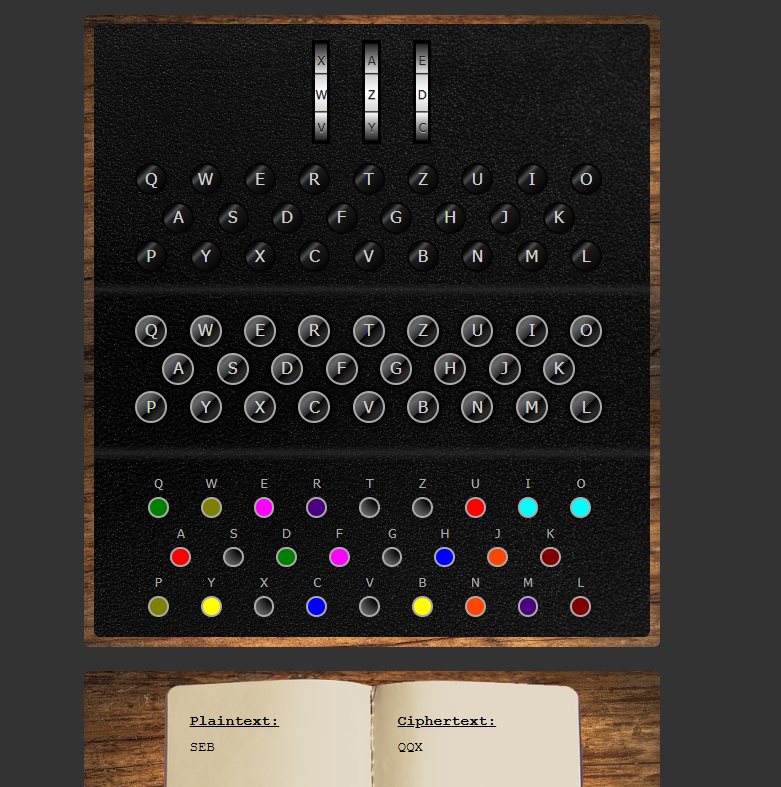 X A E
W Z D
V Y C
Q W E R T Z U I O
A S D F G H J K
P Y X C V B N M L
Q W E R T Z U I O
A S D F G H J K
P Y X C V B N M L
Q W E R T Z U I O
A S D F G H J K
P Y X C V B N M L
Plaintext: Ciphertext:
SEB QQX